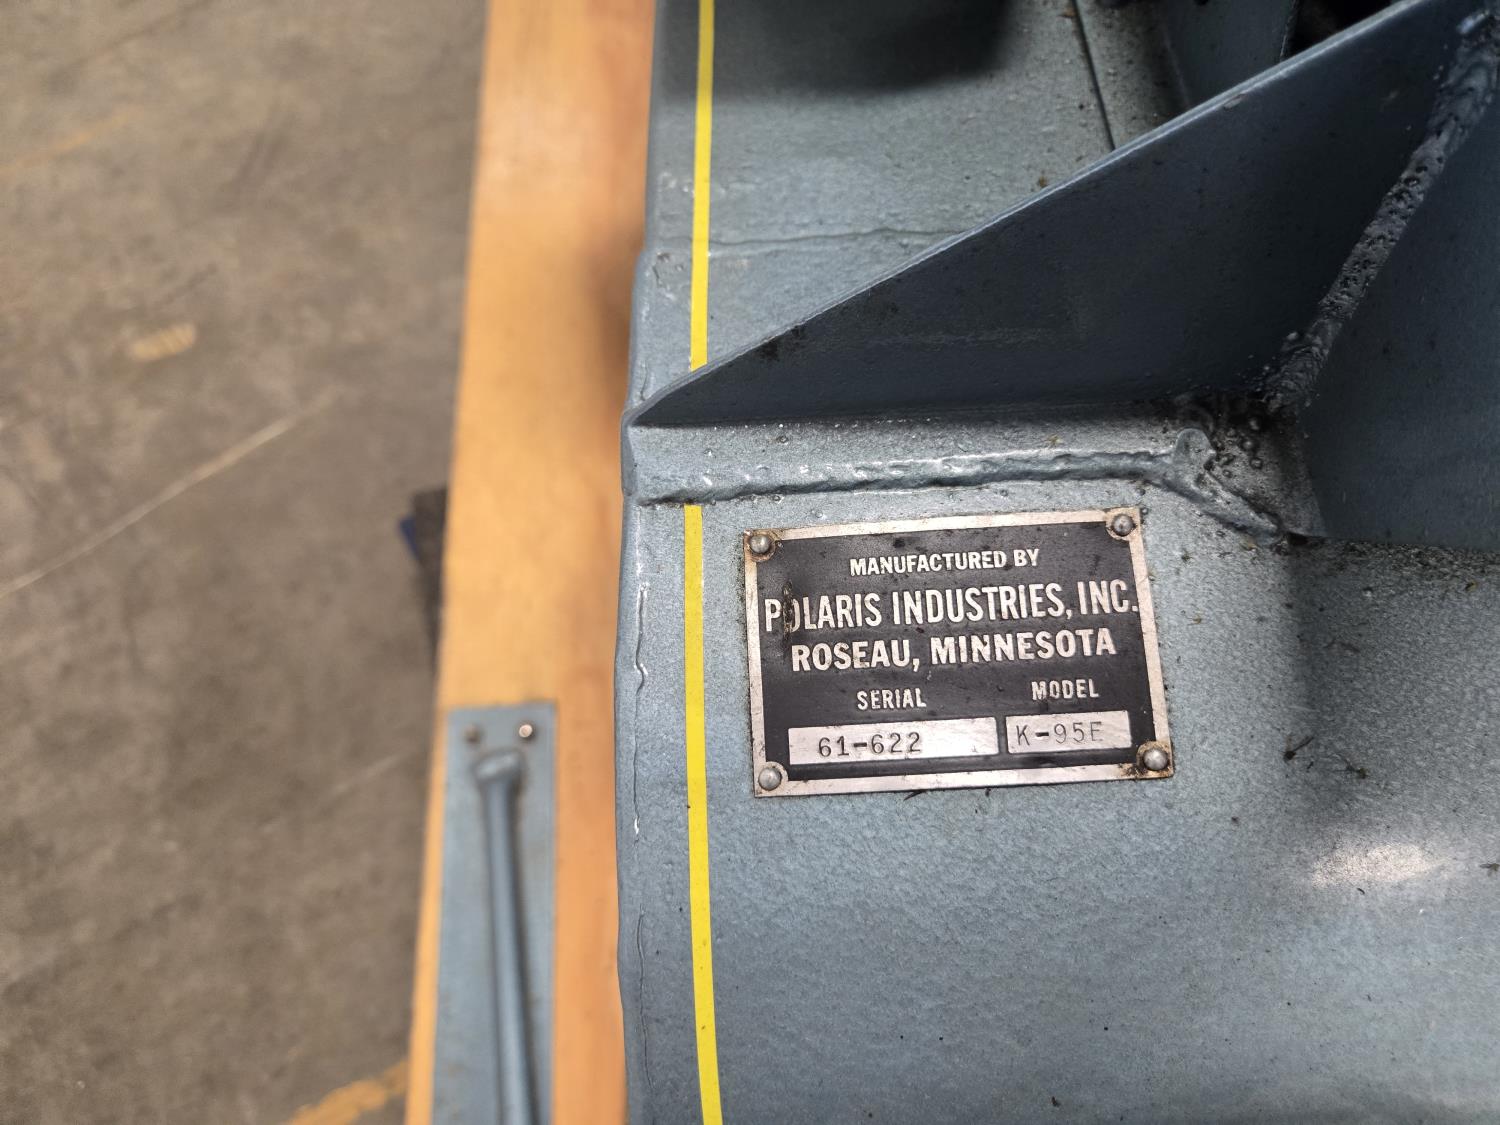 MANUFACTURED BY
POLARIS INDUSTRIES, INC.
ROSEAU, MINNESOTA
SERIAL MODEL
61-622 K-95E